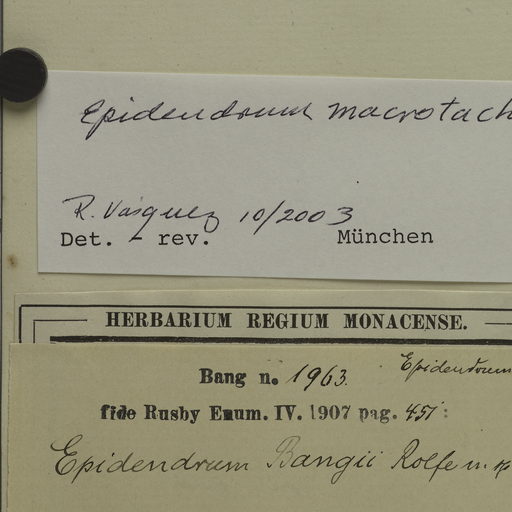 Epidendrum macrotach
R. Vasquez 10/2003
Det. - rev. München
HERBARIUM REGIUM MONACENSE.
Bang n. 1963. Epidendrum
fide Rusby Enum. IV. 1907 pag. 451:
Epidendrum Bangii Rolfe n.